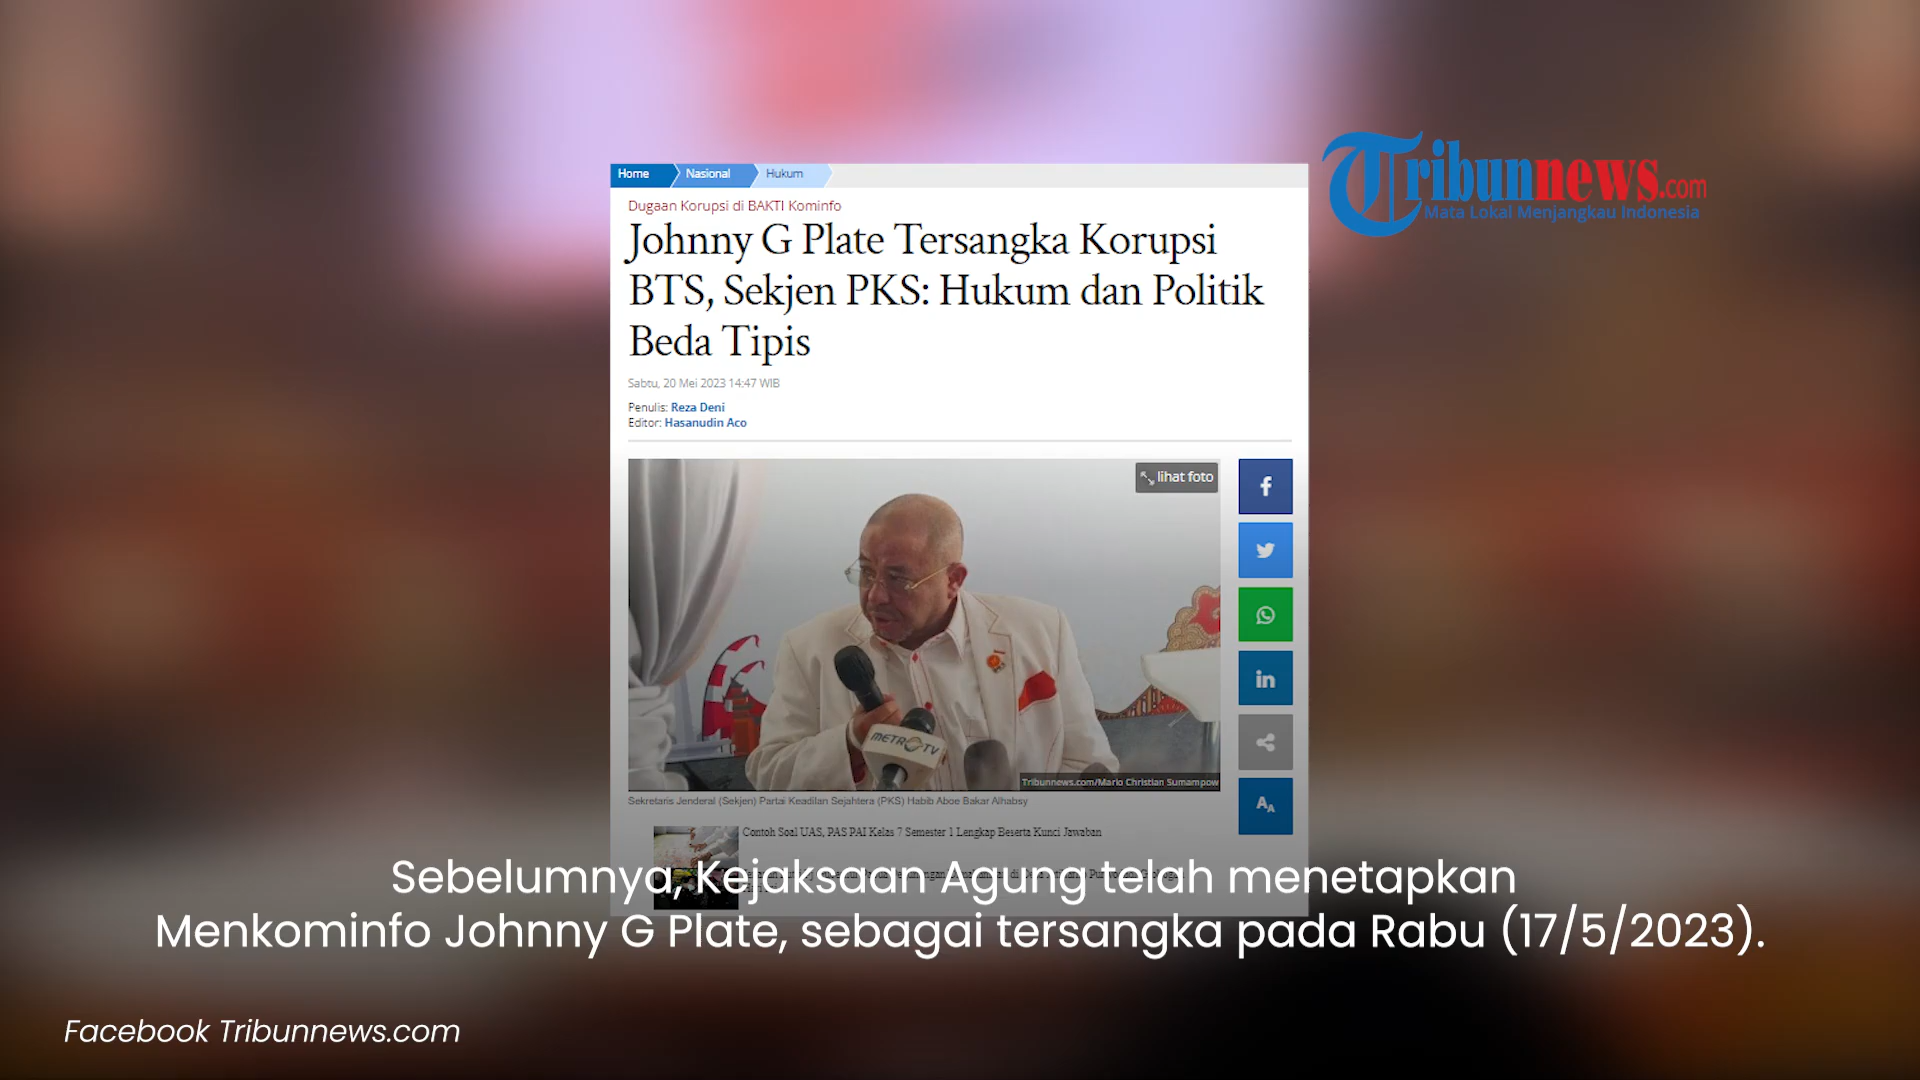 Tribunnews.com
Mata Lokal Menjangkau Indonesia
Home Nasional Hukum
Dugaan Korupsi di BAKTI Kominfo
Johnny G Plate Tersangka Korupsi
BTS, Sekjen PKS: Hukum dan Politik
Beda Tipis
Sabtu, 20 Mei 2023 14:47 WIB
Penulis: Reza Deni
Editor: Hasanudin Aco
lihat foto
METRO TV
Tribunnews.com/Mario Christian Sumampow
Sekretaris Jenderal (Sekjen) Partai Keadilan Sejahtera (PKS) Habib Aboe Bakar Alhabsy
Contoh Soal UAS, PAS PAI Kelas 7 Semester 1 Lengkap Beserta Kunci Jawaban
Sebelumnya, Kejaksaan Agung telah menetapkan
Menkominfo Johnny G Plate, sebagai tersangka pada Rabu (17/5/2023).
Facebook Tribunnews.com